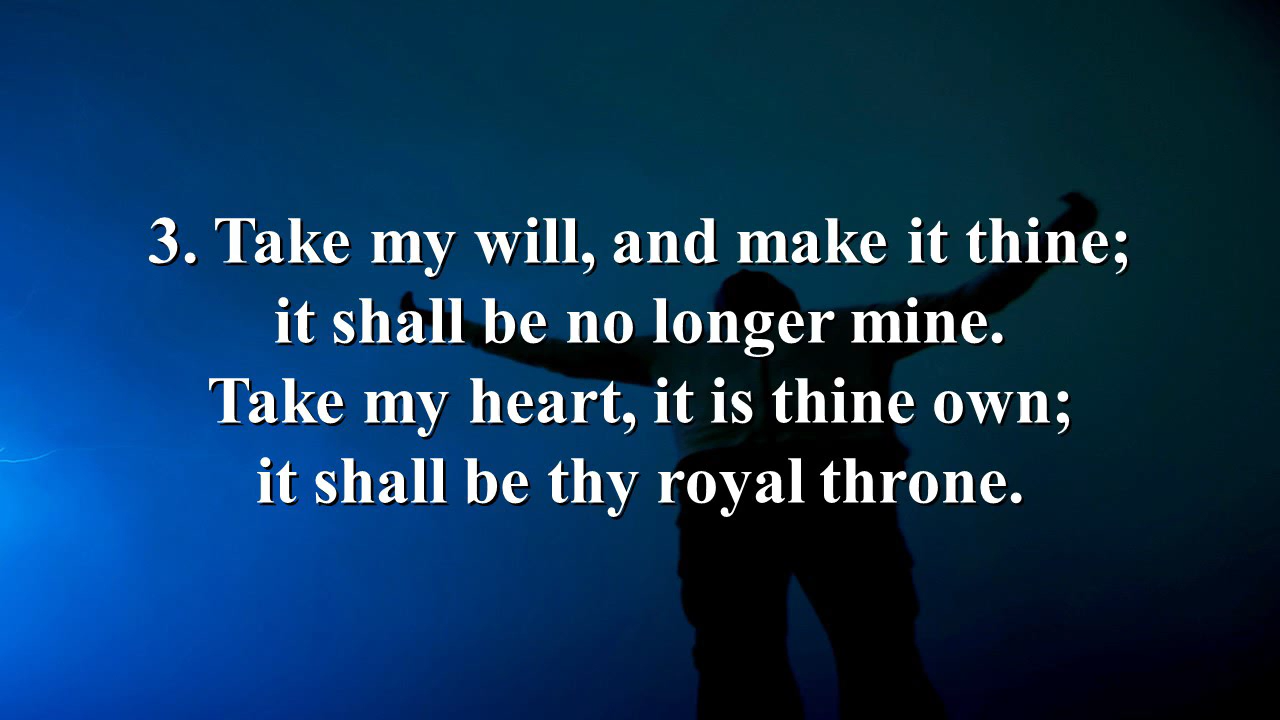 3. Take my will, and make it thine;
it shall be no longer mine.
Take my heart, it is thine own;
it shall be thy royal throne.